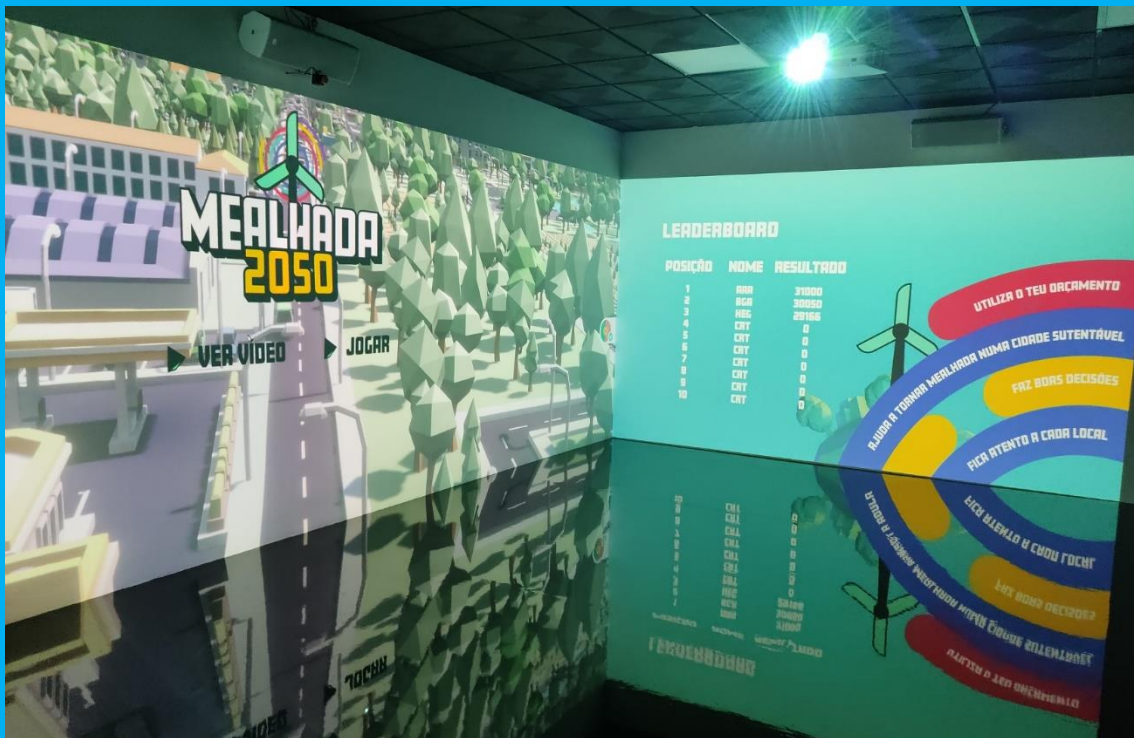 MEALHADA
2050
VER VÍDEO
JOGAR
LEADERBOARD
POSIÇÃO NOME RESULTADO
1 AAA 31000
2 BGA 30050
3 HEG 29166
4 CAT 0
5 CAT 0
6 CAT 0
7 CAT 0
8 CAT 0
9 CAT 0
10 CAT 0
UTILIZA O TEU ORÇAMENTO
AJUDA A TORNAR MEALHADA NUMA CIDADE SUTENTÁVEL
FAZ BOAS DECISÕES
FICA ATENTO A CADA LOCAL